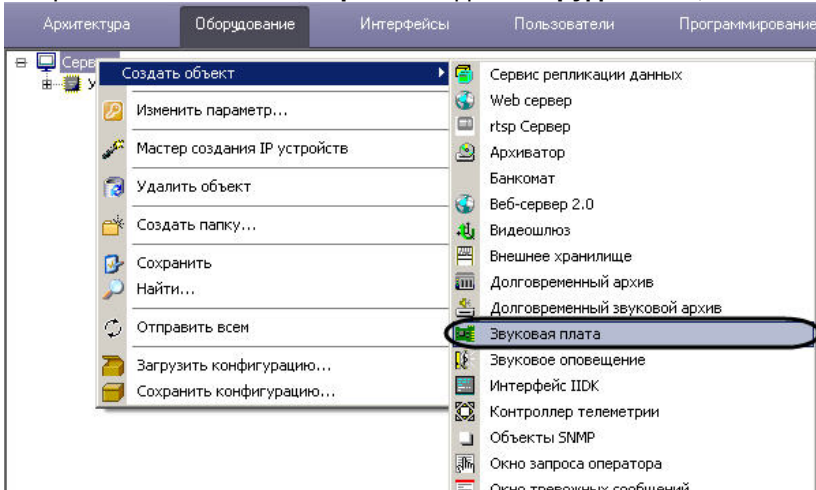 Архитектура Оборудование Интерфейсы Пользователи Программирование
Создать объект
Изменить параметр...
Мастер создания IP устройств
Удалить объект
Создать папку...
Сохранить
Найти...
Отправить всем
Загрузить конфигурацию...
Сохранить конфигурацию...
Сервис репликации данных
Web сервер
rtsp Сервер
Архиватор
Банкомат
Веб-сервер 2.0
Видеошлюз
Внешнее хранилище
Долговременный архив
Долговременный звуковой архив
Звуковая плата
Звуковое оповещение
Интерфейс IIDK
Контроллер телеметрии
Объекты SNMP
Окно запроса оператора
Окно тревожных сообщений